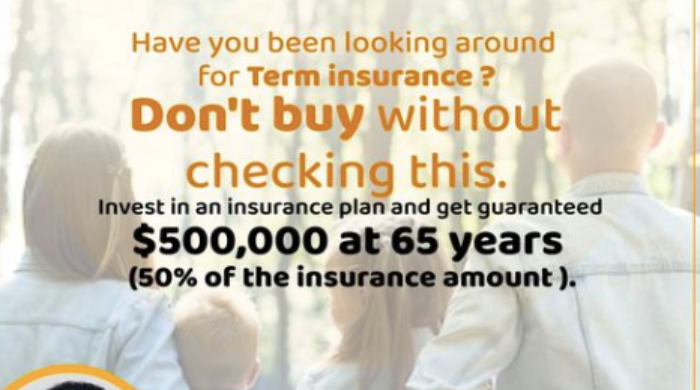 Have you been looking around
for Term insurance ?
Don't buy without
checking this.
Invest in an insurance plan and get guaranteed
$500,000 at 65 years
(50% of the insurance amount ).